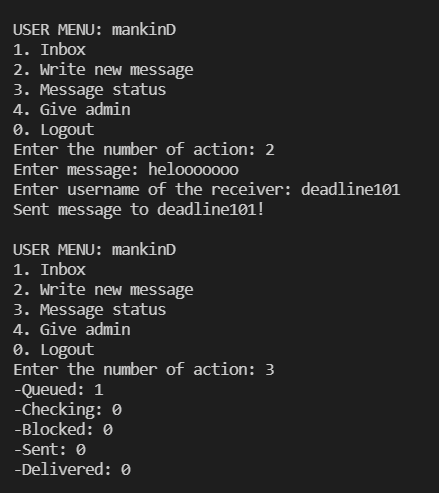 USER MENU: mankinD
1. Inbox
2. Write new message
3. Message status
4. Give admin
0. Logout
Enter the number of action: 2
Enter message: helooooooo
Enter username of the receiver: deadline101
Sent message to deadline101!
USER MENU: mankinD
1. Inbox
2. Write new message
3. Message status
4. Give admin
0. Logout
Enter the number of action: 3
-Queued: 1
-Checking: 0
-Blocked: 0
-Sent: 0
-Delivered: 0